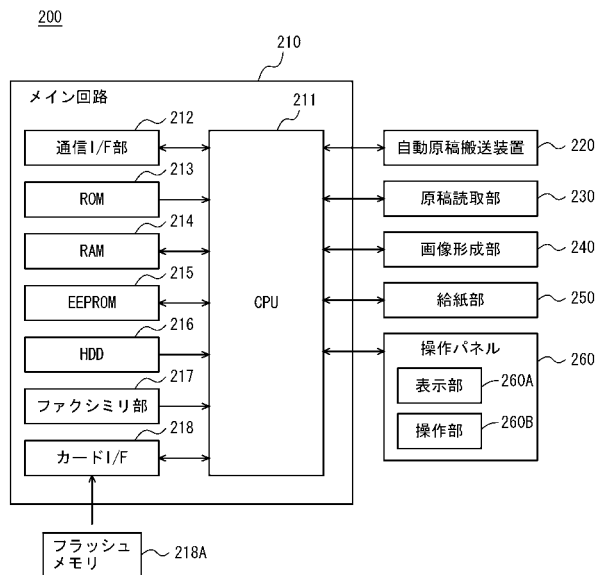 200
210
メイン回路
211
212
通信I/F部
213
ROM
214
RAM
215
EEPROM
216
HDD
217
ファクシミリ部
218
カードI/F
CPU
自動原稿搬送装置
220
原稿読取部
230
画像形成部
240
給紙部
250
操作パネル
260
表示部
260A
操作部
260B
フラッシュ
メモリ
218A